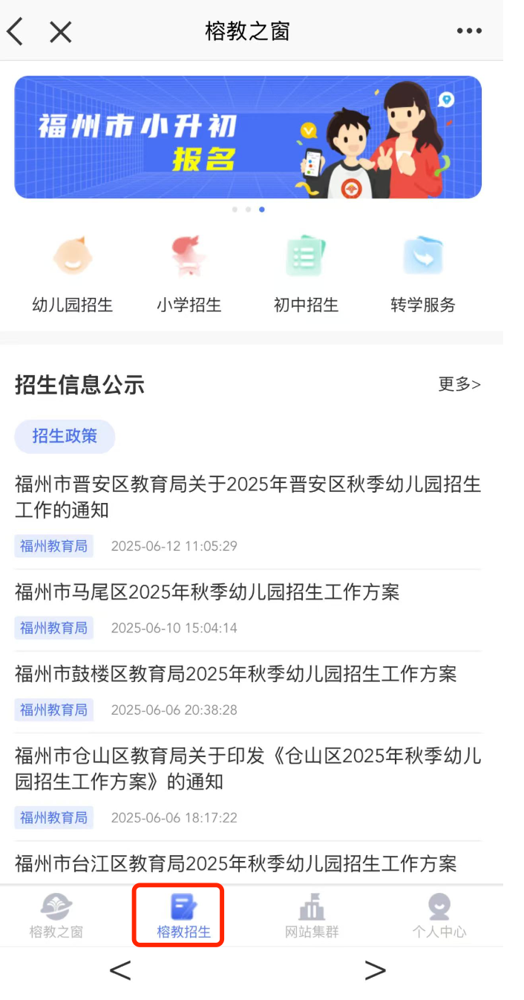 榕教之窗
福州市小升初
报名
幼儿园招生 小学招生 初中招生 转学服务
招生信息公示 更多>
招生政策
福州市晋安区教育局关于2025年晋安区秋季幼儿园招生
工作的通知
福州教育局 2025-06-12 11:05:29
福州市马尾区2025年秋季幼儿园招生工作方案
福州教育局 2025-06-10 15:04:14
福州市鼓楼区教育局2025年秋季幼儿园招生工作方案
福州教育局 2025-06-06 20:38:28
福州市仓山区教育局关于印发《仓山区2025年秋季幼儿
园招生工作方案》的通知
福州教育局 2025-06-06 18:17:22
福州市台江区教育局2025年秋季幼儿园招生工作方案
榕教之窗 榕教招生 网站集群 个人中心